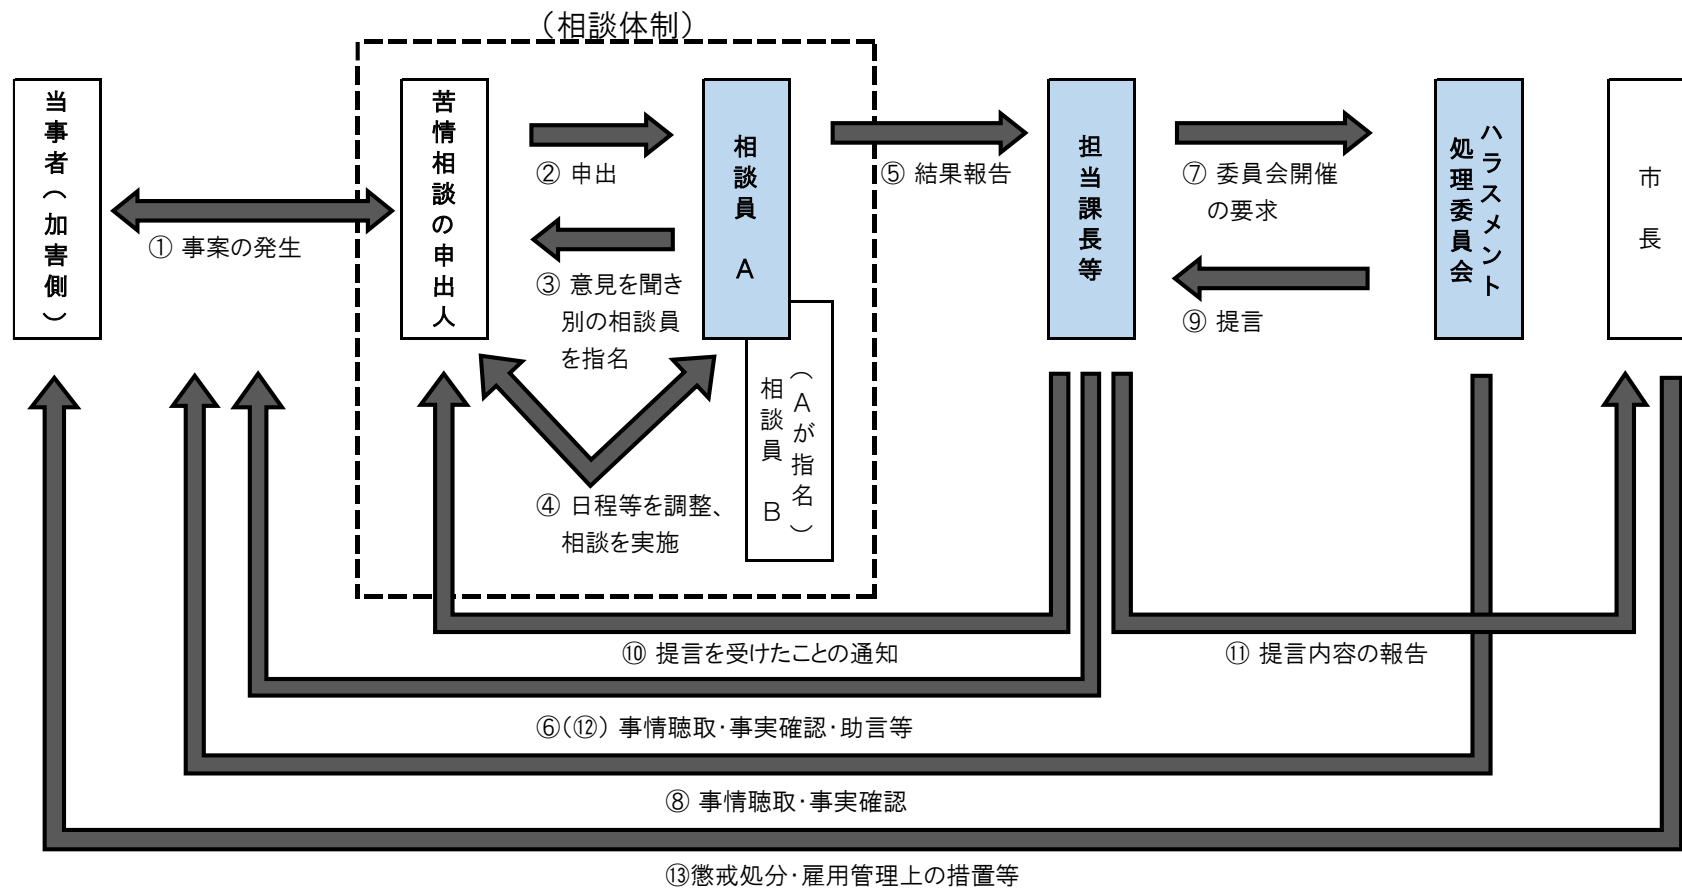 （相談体制）
当事者（加害側）
苦情相談の申出人
相談員　A
相談員　B
（Aが指名）
担当課長等
ハラスメント
処理委員会
市　長
① 事案の発生
② 申出
③ 意見を聞き
別の相談員
を指名
④ 日程等を調整、
相談を実施
⑤ 結果報告
⑦ 委員会開催
の要求
⑨ 提言
⑩ 提言を受けたことの通知
⑪ 提言内容の報告
⑥(⑫) 事情聴取・事実確認・助言等
⑧ 事情聴取・事実確認
⑬懲戒処分・雇用管理上の措置等